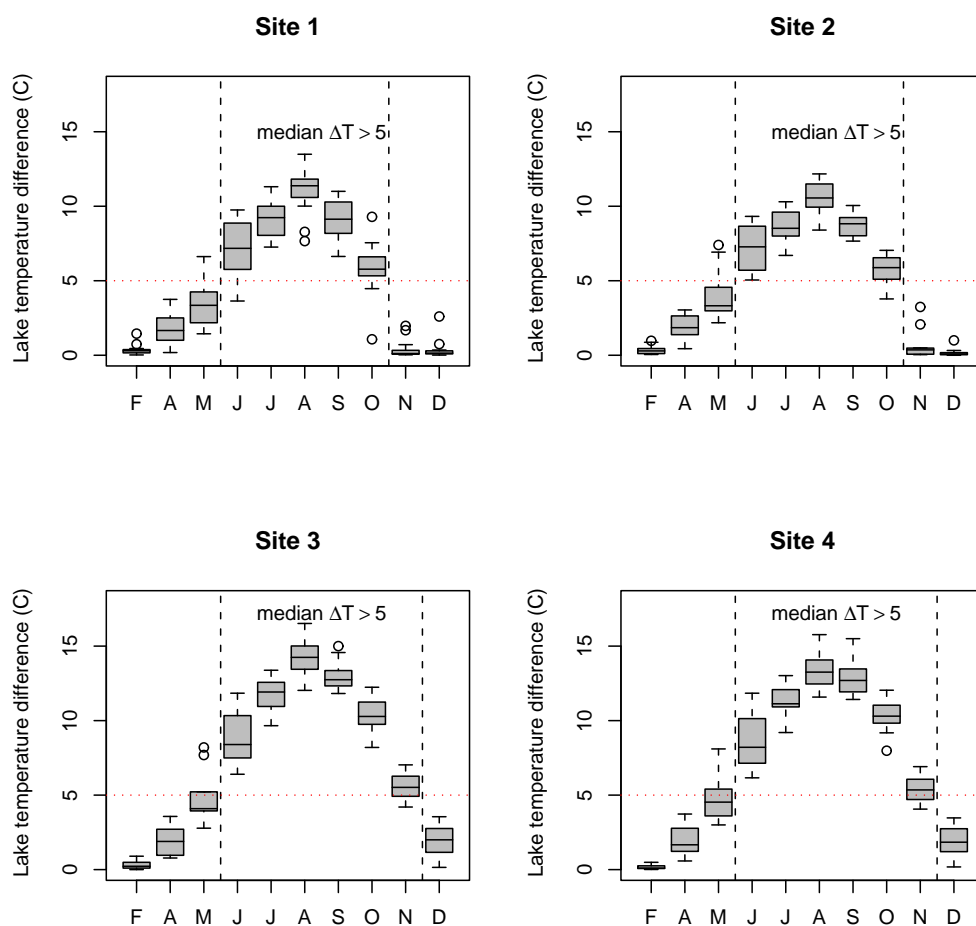 Site 1
Lake temperature difference (C)
15
10
5
0
median ΔT > 5
F A M J J A S O N D
Site 2
Lake temperature difference (C)
15
10
5
0
median ΔT > 5
F A M J J A S O N D
Site 3
Lake temperature difference (C)
15
10
5
0
median ΔT > 5
F A M J J A S O N D
Site 4
Lake temperature difference (C)
15
10
5
0
median ΔT > 5
F A M J J A S O N D